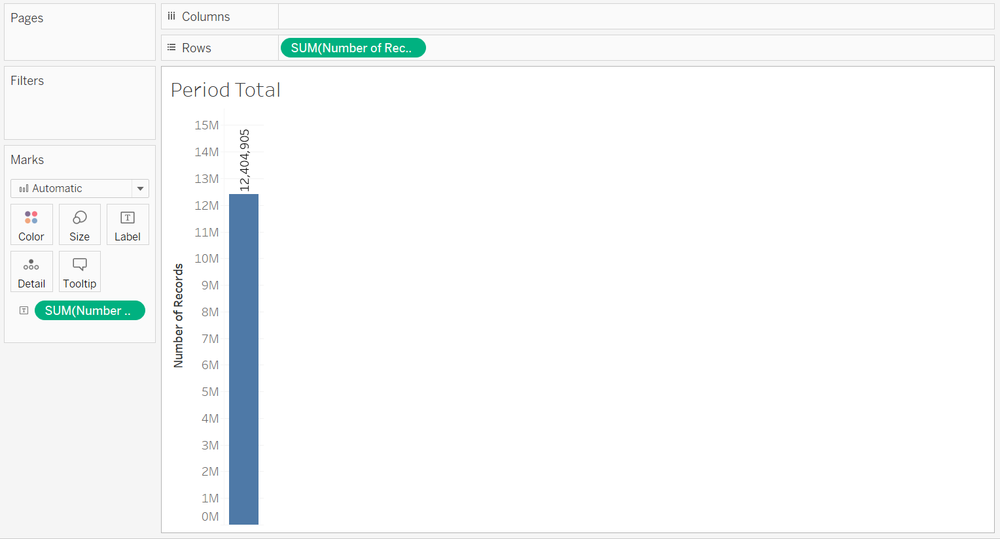 Pages
Columns
Rows
SUM(Number of Rec..
Filters
Marks
Automatic
Color
Size
T
Label
Detail
Tooltip
T
SUM(Number ..
Period Total
15M
14M
13M
12M
11M
10M
9M
8M
7M
6M
5M
4M
3M
2M
1M
0M
Number of Records
12,404,905